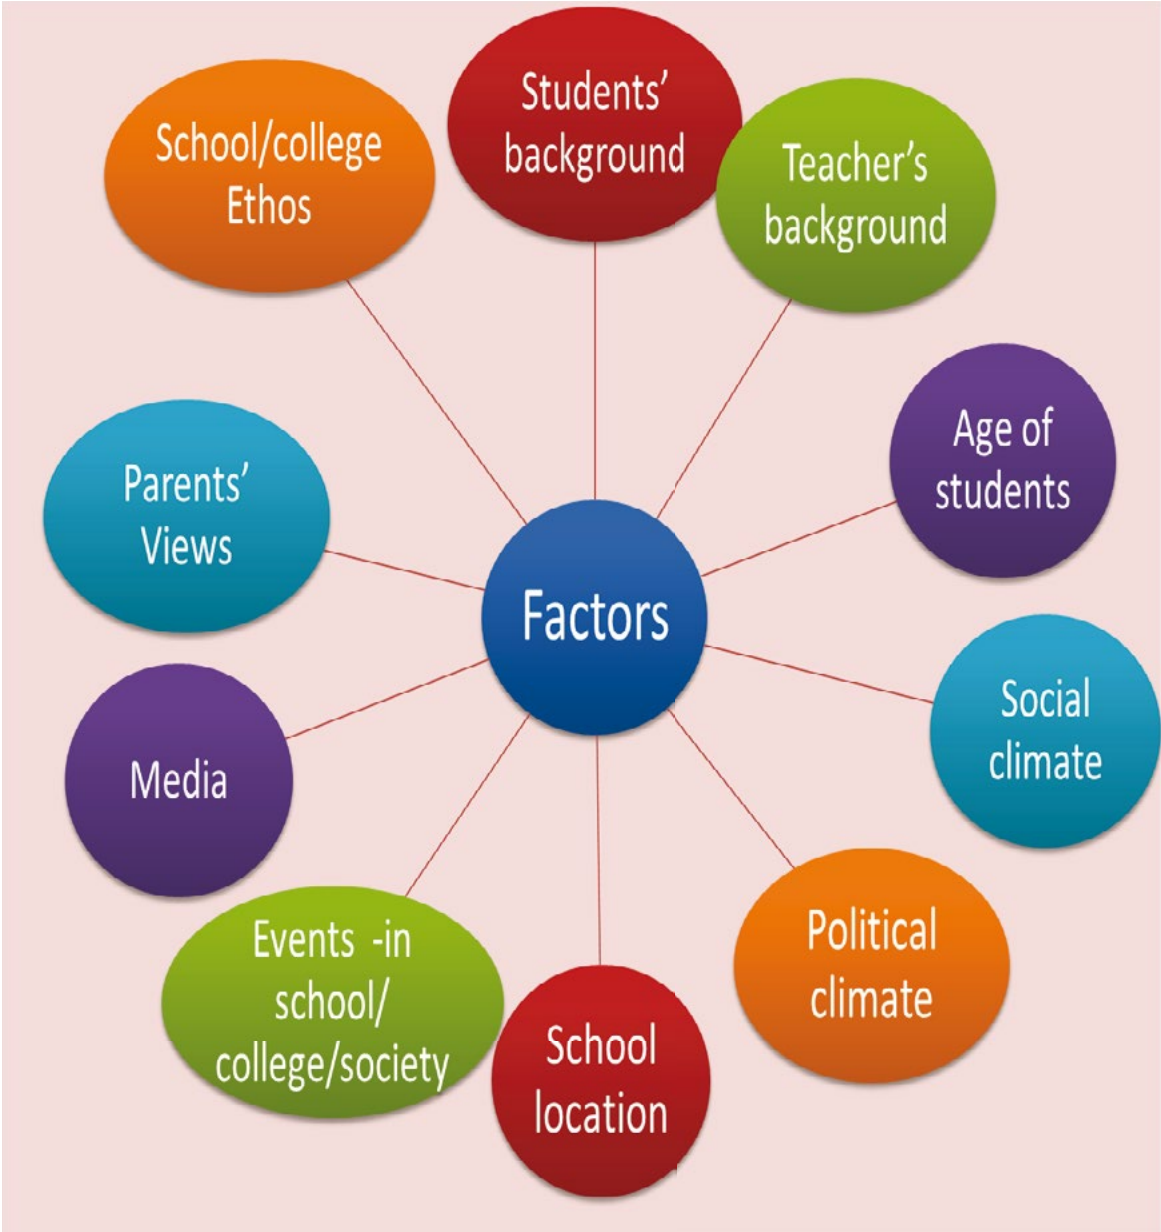 Students’
background
School/college
Ethos
Teacher’s
background
Age of
students
Parents’
Views
Factors
Social
climate
Media
Political
climate
Events  -in
school/
college/society
School
location